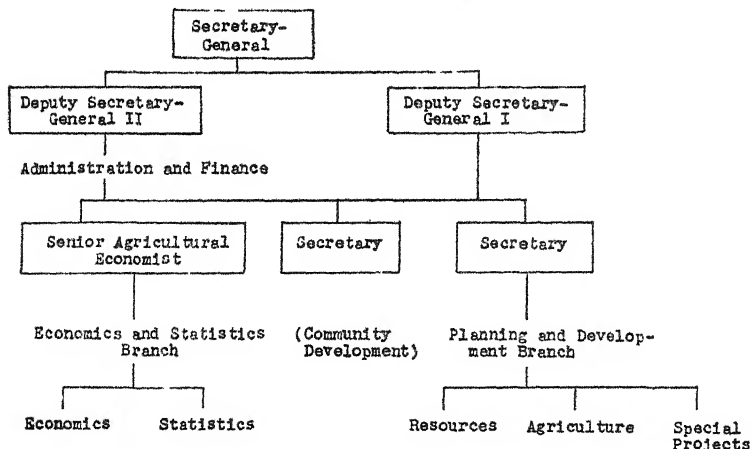 Secretary-
General
Deputy Secretary-
General II
Deputy Secretary-
General I
Administration and Finance
Senior Agricultural
Economist
Secretary
Secretary
Economics and Statistics
Branch
(Community
Development)
Planning and Develop-
ment Branch
Economics
Statistics
Resources
Agriculture
Special
Projects